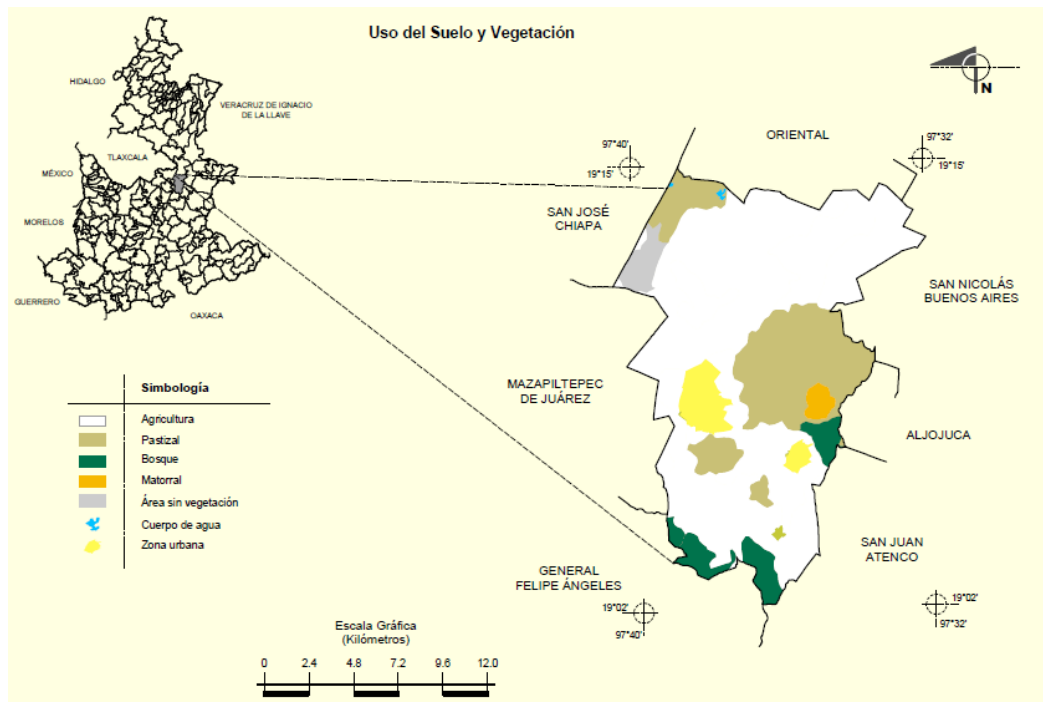 Uso del Suelo y Vegetación
HIDALGO
VERACRUZ DE IGNACIO
DE LA LLAVE
TLAXCALA
MÉXICO
MORELOS
GUERRERO
OAXACA
N
ORIENTAL
97°40'
19°15'
97°32'
19°15'
SAN JOSÉ
CHIAPA
SAN NICOLÁS
BUENOS AIRES
MAZAPILTEPEC
DE JUÁREZ
ALJOJUCA
SAN JUAN
ATENCO
GENERAL
FELIPE ÁNGELES
19°02'
97°40'
19°02'
97°32'
Simbología
Agricultura
Pastizal
Bosque
Matorral
Área sin vegetación
Cuerpo de agua
Zona urbana
Escala Gráfica
(Kilómetros)
0 2.4 4.8 7.2 9.6 12.0